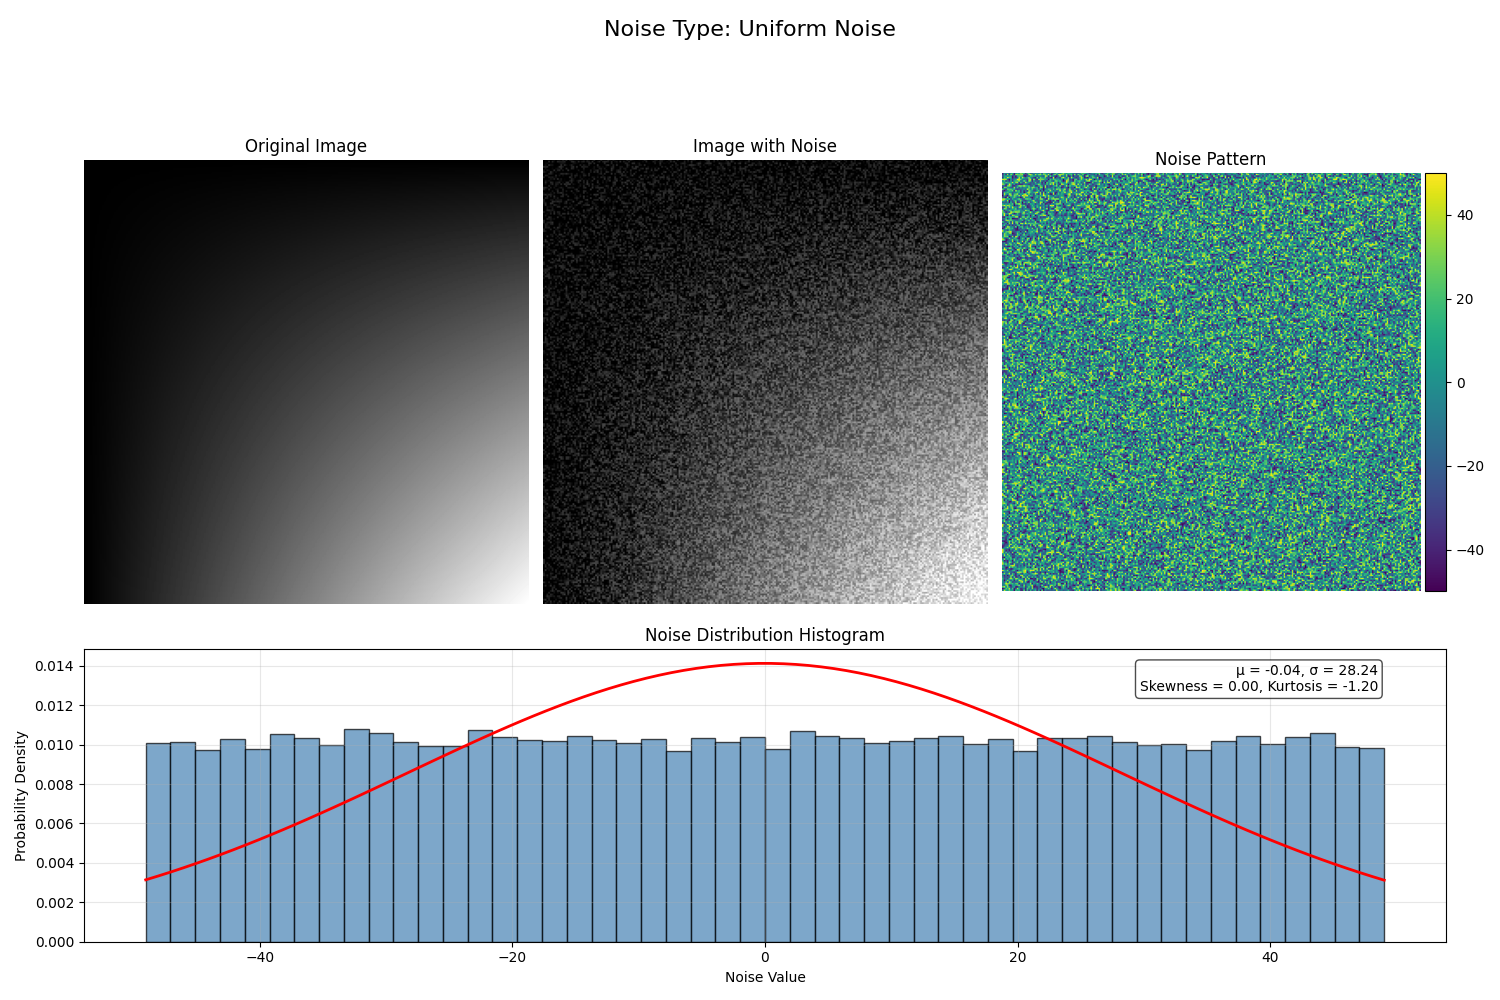 Noise Type: Uniform Noise
Original Image
Image with Noise
Noise Pattern
40
20
0
−20
−40
Noise Distribution Histogram
μ = -0.04, σ = 28.24
Skewness = 0.00, Kurtosis = -1.20
Probability Density
0.014
0.012
0.010
0.008
0.006
0.004
0.002
0.000
−40
−20
0
20
40
Noise Value